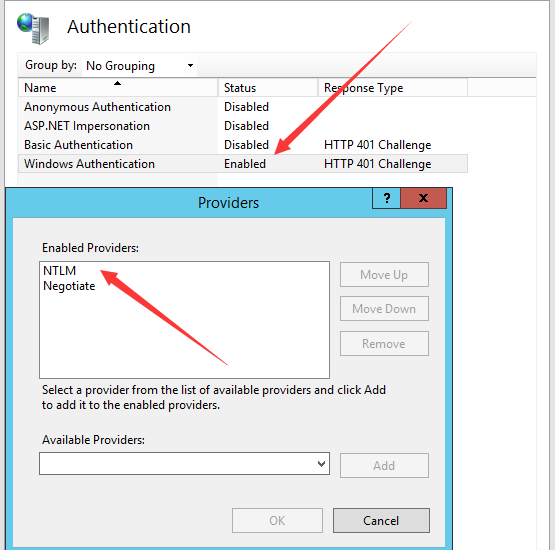 Authentication
Group by: No Grouping
Name Status Response Type
Anonymous Authentication Disabled
ASP.NET Impersonation Disabled
Basic Authentication Disabled HTTP 401 Challenge
Windows Authentication Enabled HTTP 401 Challenge
Providers ? x
Enabled Providers:
NTLM
Negotiate
Move Up
Move Down
Remove
Select a provider from the list of available providers and click Add
to add it to the enabled providers.
Available Providers:
Add
OK Cancel